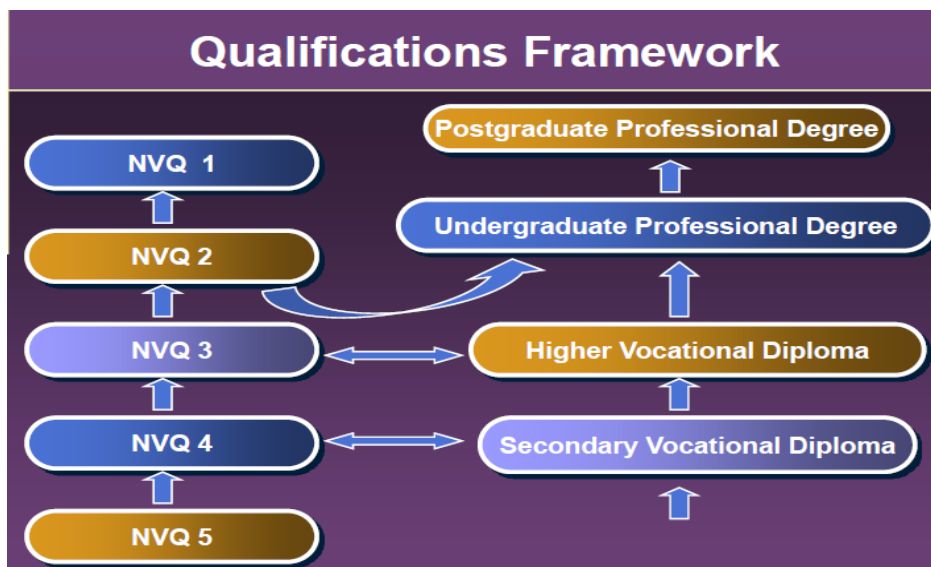 Qualifications Framework
NVQ 1
NVQ 2
NVQ 3
NVQ 4
NVQ 5
Postgraduate Professional Degree
Undergraduate Professional Degree
Higher Vocational Diploma
Secondary Vocational Diploma